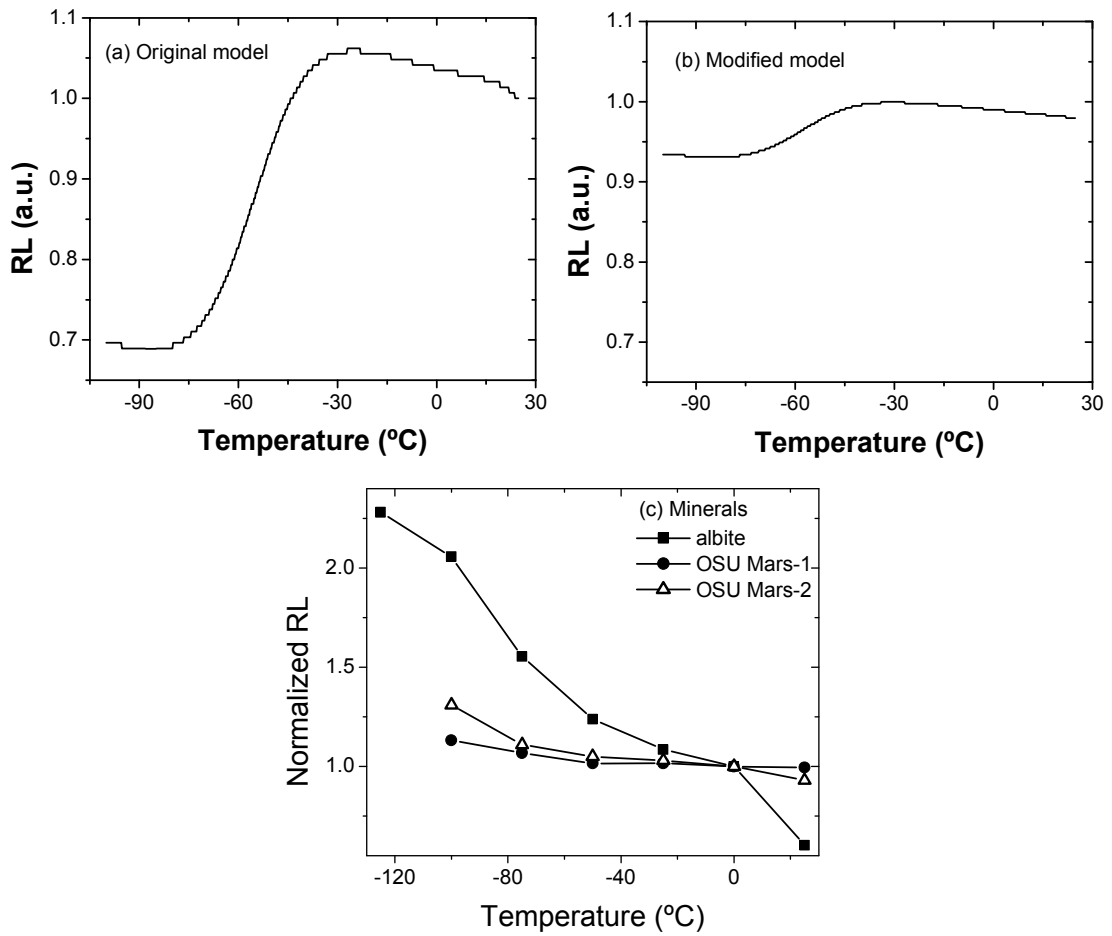 (a) Original model
1.1
1.0
0.9
0.8
0.7
RL (a.u.)
-90 -60 -30 0 30
Temperature (ºC)
(b) Modified model
1.1
1.0
0.9
0.8
0.7
RL (a.u.)
-90 -60 -30 0 30
Temperature (ºC)
(c) Minerals
albite
OSU Mars-1
OSU Mars-2
2.0
1.5
1.0
Normalized RL
-120 -80 -40 0
Temperature (ºC)